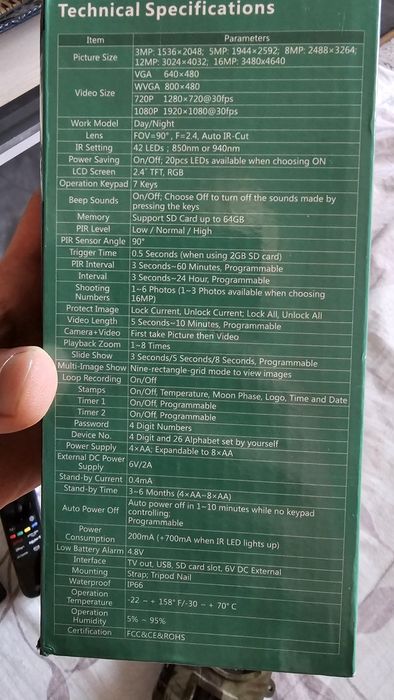 Technical Specifications
Item Parameters
Picture Size 3MP: 1536×2048; 5MP: 1944×2592; 8MP: 2488×3264;
12MP: 3024×4032; 16MP: 3480x4640
Video Size VGA 640×480
WVGA 800×480
720P 1280×720@30fps
1080P 1920×1080@30fps
Work Model Day/Night
Lens FOV=90°, F=2.4, Auto IR-Cut
IR Setting 42 LEDs; 850nm or 940nm
Power Saving On/Off; 20pcs LEDs available when choosing ON
LCD Screen 2.4" TFT, RGB
Operation Keypad 7 Keys
Beep Sounds On/Off; Choose Off to turn off the sounds made by
pressing the keys
Memory Support SD Card up to 64GB
PIR Level Low / Normal / High
PIR Sensor Angle 90°
Trigger Time 0.5 Seconds (when using 2GB SD card)
PIR Interval 3 Seconds~60 Minutes, Programmable
Interval 3 Seconds~24 Hour, Programmable
Shooting
Numbers 1~6 Photos (1~3 Photos available when choosing
16MP)
Protect Image Lock Current, Unlock Current; Lock All, Unlock All
Video Length 5 Seconds~10 Minutes, Programmable
Camera+Video First take Picture then Video
Playback Zoom 1~8 Times
Slide Show 3 Seconds/5 Seconds/8 Seconds, Programmable
Multi-Image Show Nine-rectangle-grid mode to view images
Loop Recording On/Off
Stamps On/Off, Temperature, Moon Phase, Logo, Time and Date
Timer 1 On/Off, Programmable
Timer 2 On/Off, Programmable
Password 4 Digit Numbers
Device No. 4 Digit and 26 Alphabet set by yourself
Power Supply 4×AA; Expandable to 8×AA
External DC Power
Supply 6V/2A
Stand-by Current 0.4mA
Stand-by Time 3~6 Months (4×AA~8×AA)
Auto Power Off Auto power off in 1~10 minutes while no keypad
controlling;
Programmable
Power
Consumption 200mA (+700mA when IR LED lights up)
Low Battery Alarm 4.8V
Interface TV out, USB, SD card slot, 6V DC External
Mounting Strap; Tripod Nail
Waterproof IP66
Operation
Temperature -22 ~ + 158° F/-30 ~ + 70° C
Operation
Humidity 5% ~ 95%
Certification FCC&CE&ROHS